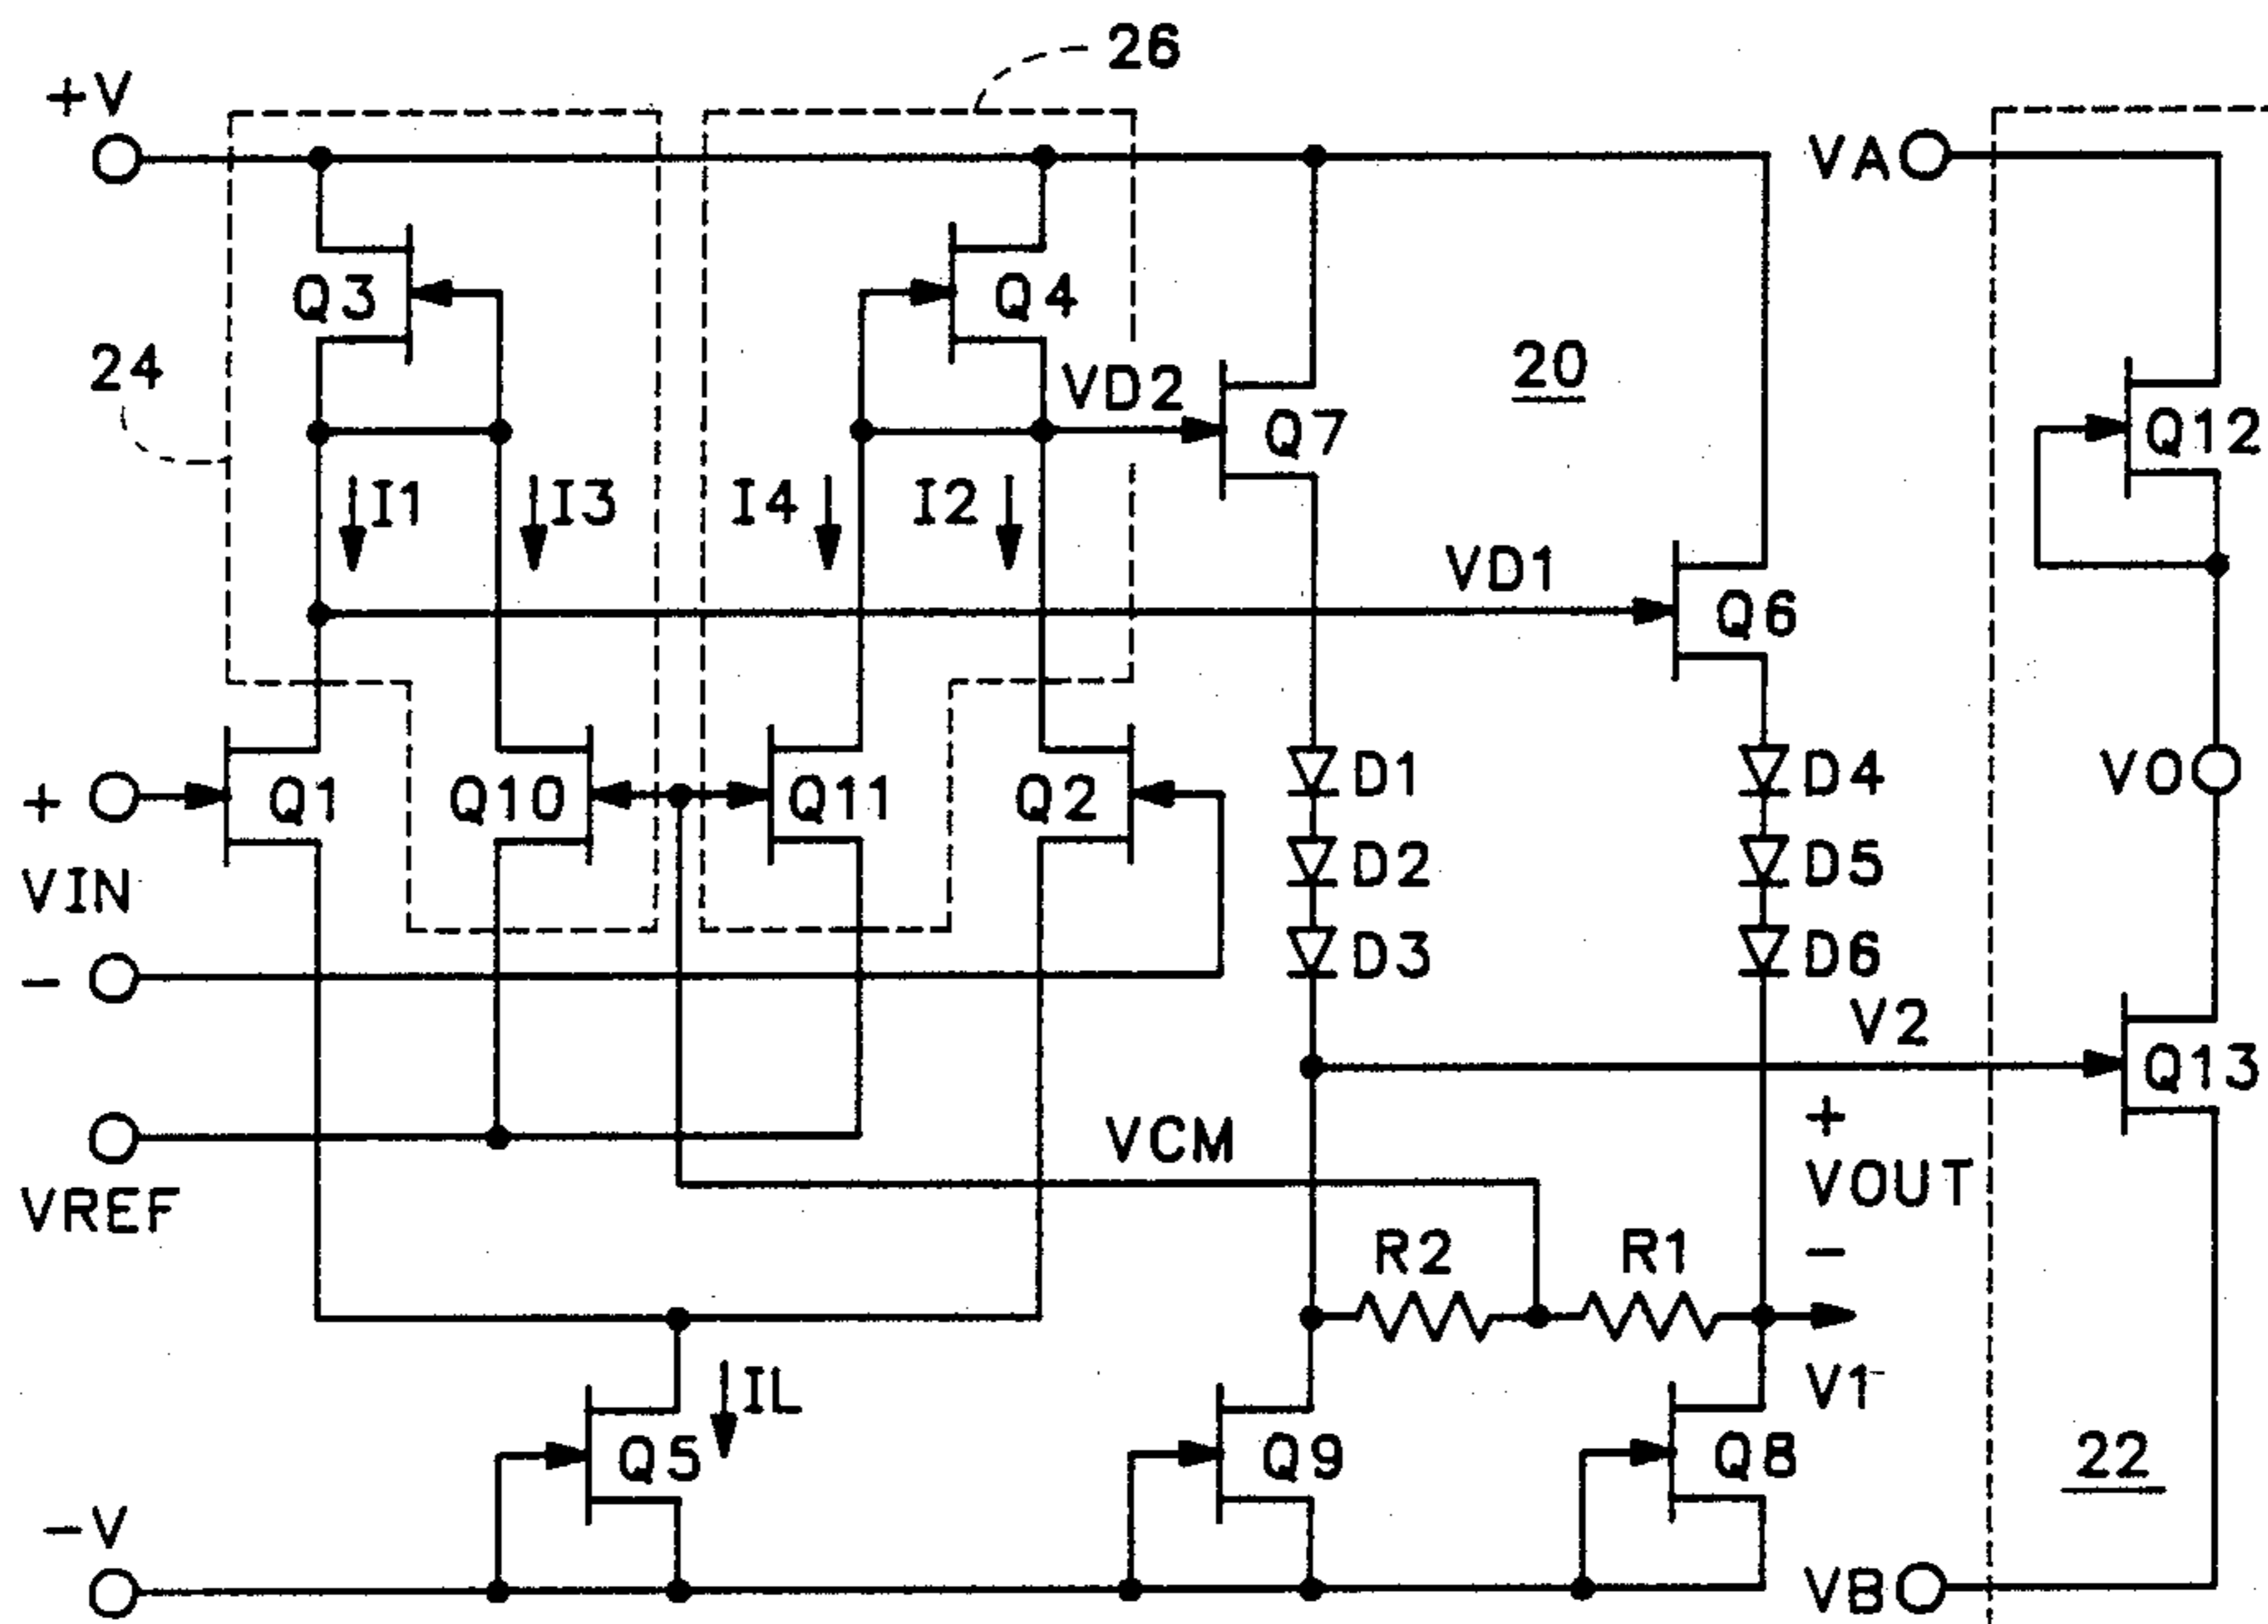 26
+V
VA
Q3
Q4
24
VD2
20
Q7
Q12
I1
I3
I4
I2
VD1
Q6
+
Q1
Q10
Q11
Q2
D1
D4
VO
VIN
D2
D5
-
D3
D6
V2
Q13
VREF
VCM
+
VOUT
-
R2
R1
IL
V1
Q5
Q9
Q8
22
-V
VB